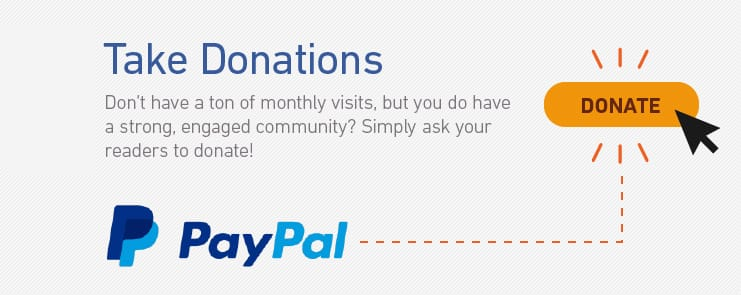 Take Donations
Don't have a ton of monthly visits, but you do have
a strong, engaged community? Simply ask your
readers to donate!
DONATE
PayPal